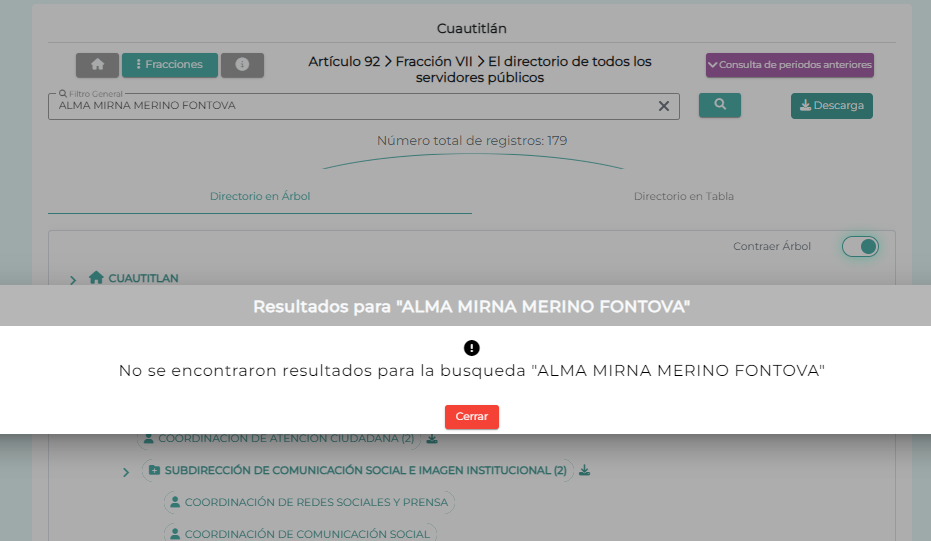 Cuautitlán
Fracciones
Artículo 92 > Fracción VII > El directorio de todos los
servidores públicos
Consulta de periodos anteriores
Filtro General
ALMA MIRNA MERINO FONTOVA
Descarga
Número total de registros: 179
Directorio en Árbol
Directorio en Tabla
Contraer Árbol
CUAUTITLAN
Resultados para "ALMA MIRNA MERINO FONTOVA"
No se encontraron resultados para la busqueda "ALMA MIRNA MERINO FONTOVA"
Cerrar
COORDINACIÓN DE ATENCIÓN CIUDADANA (2)
SUBDIRECCIÓN DE COMUNICACIÓN SOCIAL E IMAGEN INSTITUCIONAL (2)
COORDINACIÓN DE REDES SOCIALES Y PRENSA
COORDINACIÓN DE COMUNICACIÓN SOCIAL